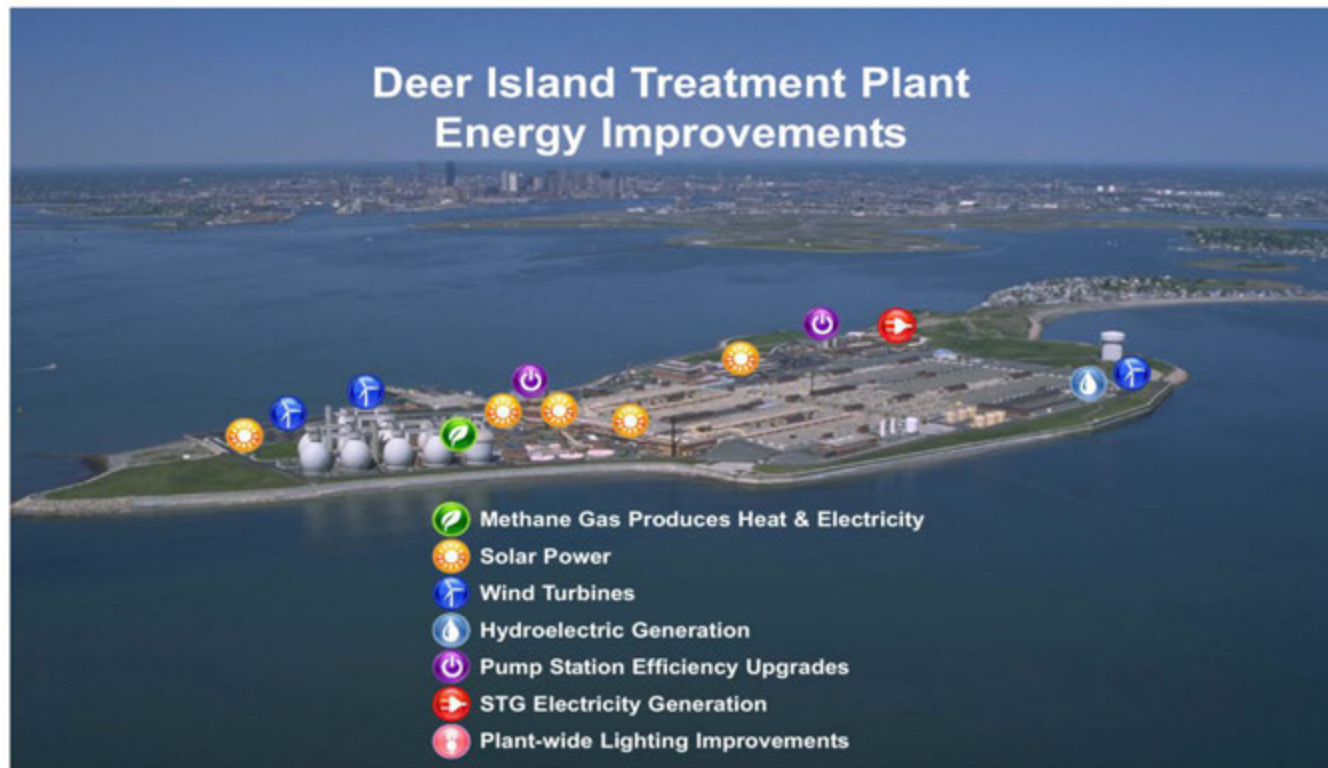 Deer Island Treatment Plant
Energy Improvements
Methane Gas Produces Heat & Electricity
Solar Power
Wind Turbines
Hydroelectric Generation
Pump Station Efficiency Upgrades
STG Electricity Generation
Plant-wide Lighting Improvements